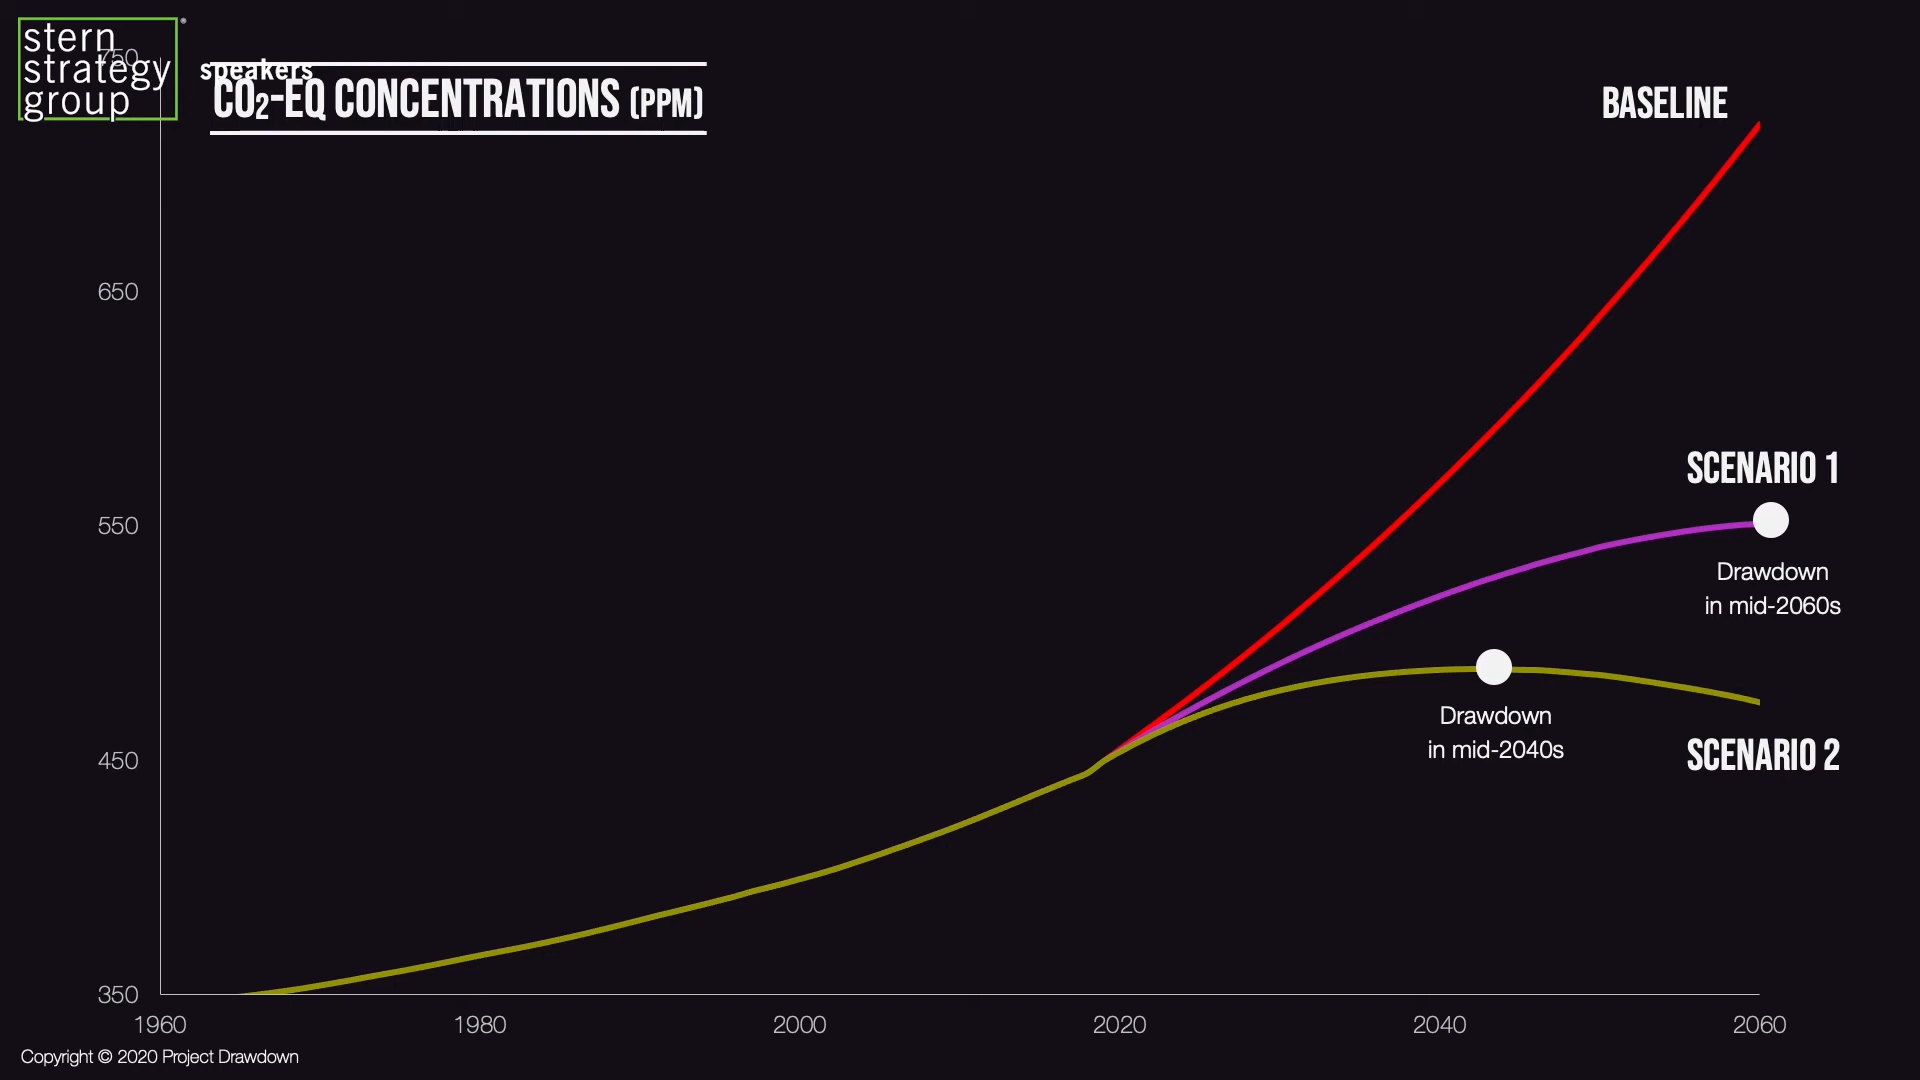 stern
strategy
group
®
speakers
CO2-EQ CONCENTRATIONS (PPM)
BASELINE
SCENARIO 1
Drawdown
in mid-2060s
Drawdown
in mid-2040s
SCENARIO 2
750
650
550
450
350
1960 1980 2000 2020 2040 2060
Copyright © 2020 Project Drawdown